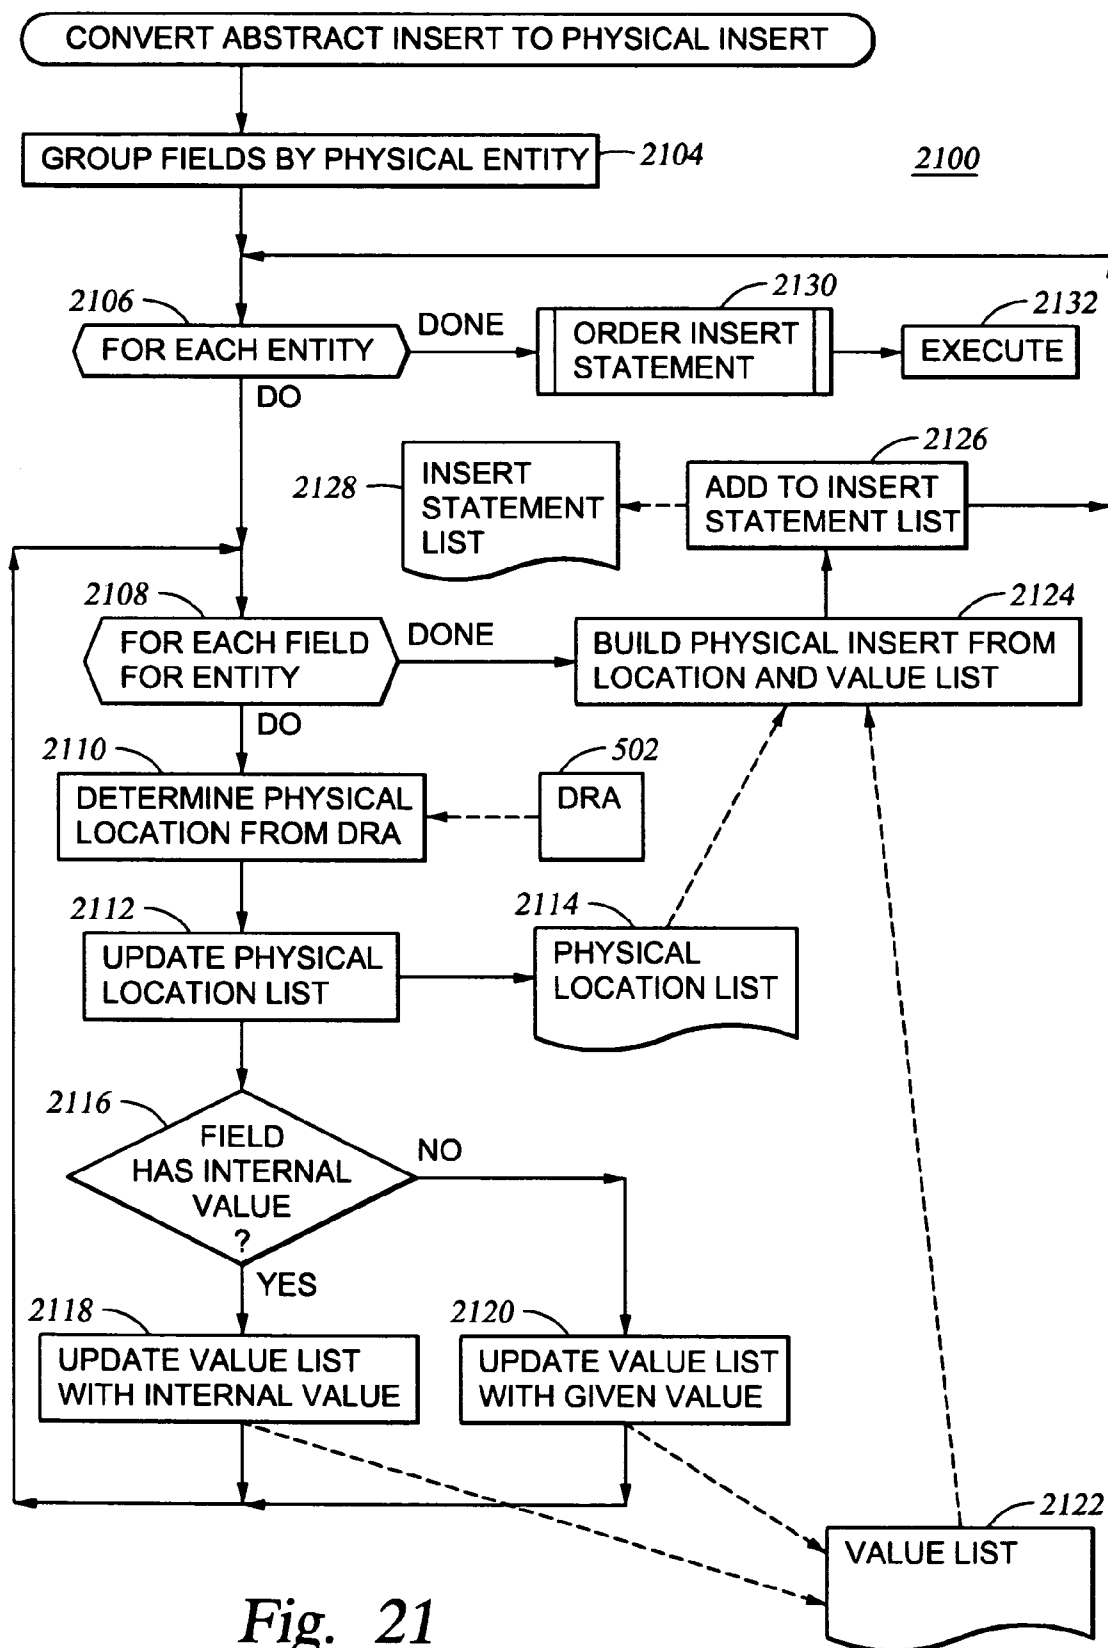 CONVERT ABSTRACT INSERT TO PHYSICAL INSERT
GROUP FIELDS BY PHYSICAL ENTITY
2104
2100
2106
FOR EACH ENTITY
DONE
DO
2130
ORDER INSERT
STATEMENT
2132
EXECUTE
2128
INSERT
STATEMENT
LIST
2126
ADD TO INSERT
STATEMENT LIST
2108
FOR EACH FIELD
FOR ENTITY
DONE
DO
2124
BUILD PHYSICAL INSERT FROM
LOCATION AND VALUE LIST
2110
DETERMINE PHYSICAL
LOCATION FROM DRA
502
DRA
2112
UPDATE PHYSICAL
LOCATION LIST
2114
PHYSICAL
LOCATION LIST
2116
FIELD
HAS INTERNAL
VALUE
?
NO
YES
2118
UPDATE VALUE LIST
WITH INTERNAL VALUE
2120
UPDATE VALUE LIST
WITH GIVEN VALUE
2122
VALUE LIST
Fig. 21